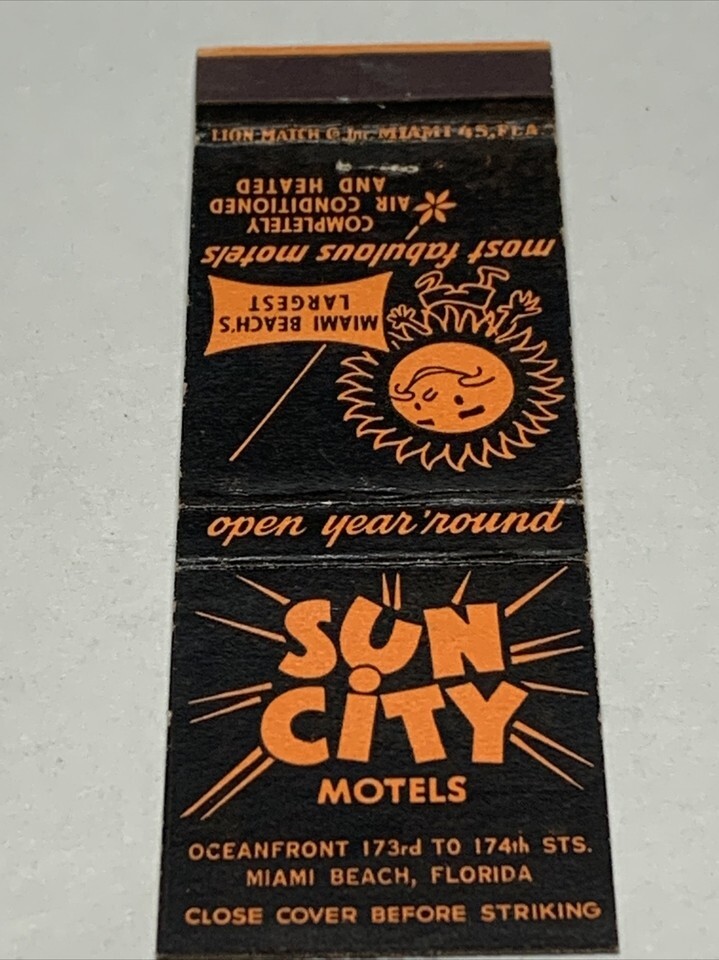 LION MATCH © Inc. MIAMI 45, FLA
MIAMI BEACH'S
LARGEST
most fabulous motels
COMPLETELY
AIR CONDITIONED
AND HEATED
open year 'round
SUN
CITY
MOTELS
OCEANFRONT 173rd TO 174th STS.
MIAMI BEACH, FLORIDA
CLOSE COVER BEFORE STRIKING